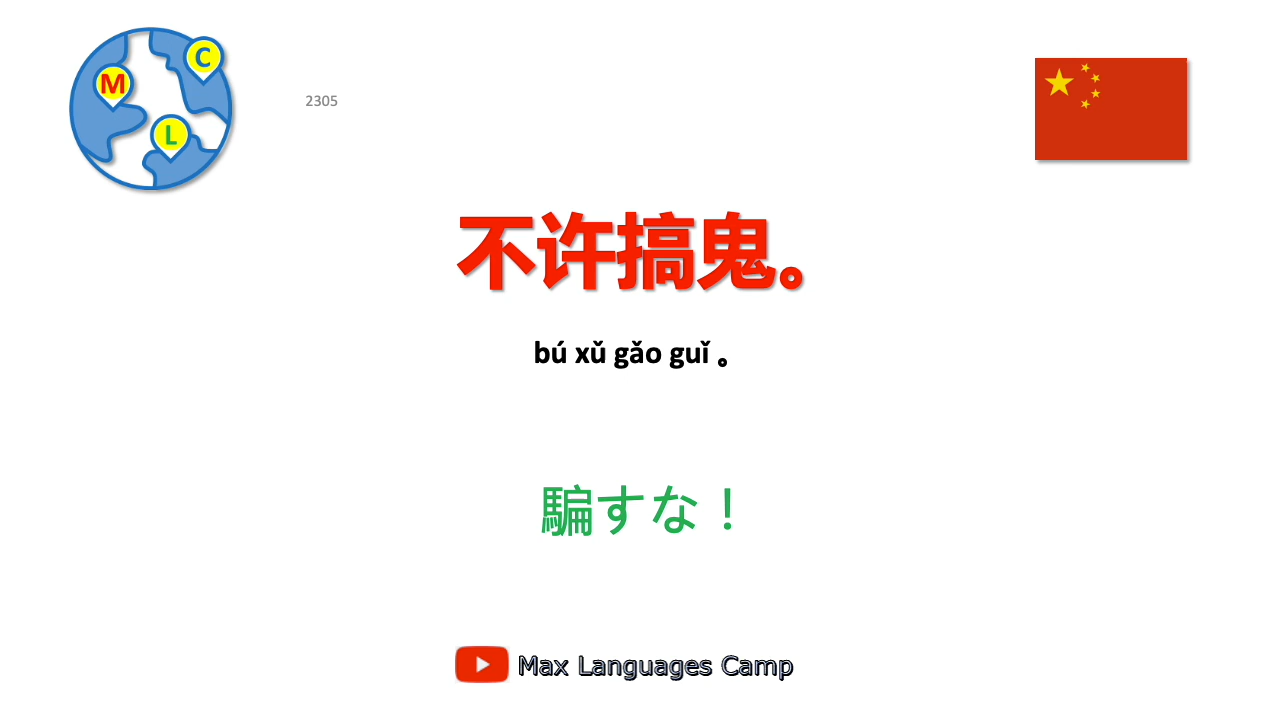 M
C
L
2305
不许搞鬼。
bú xǔ gǎo guǐ 。
騙すな！
Max Languages Camp